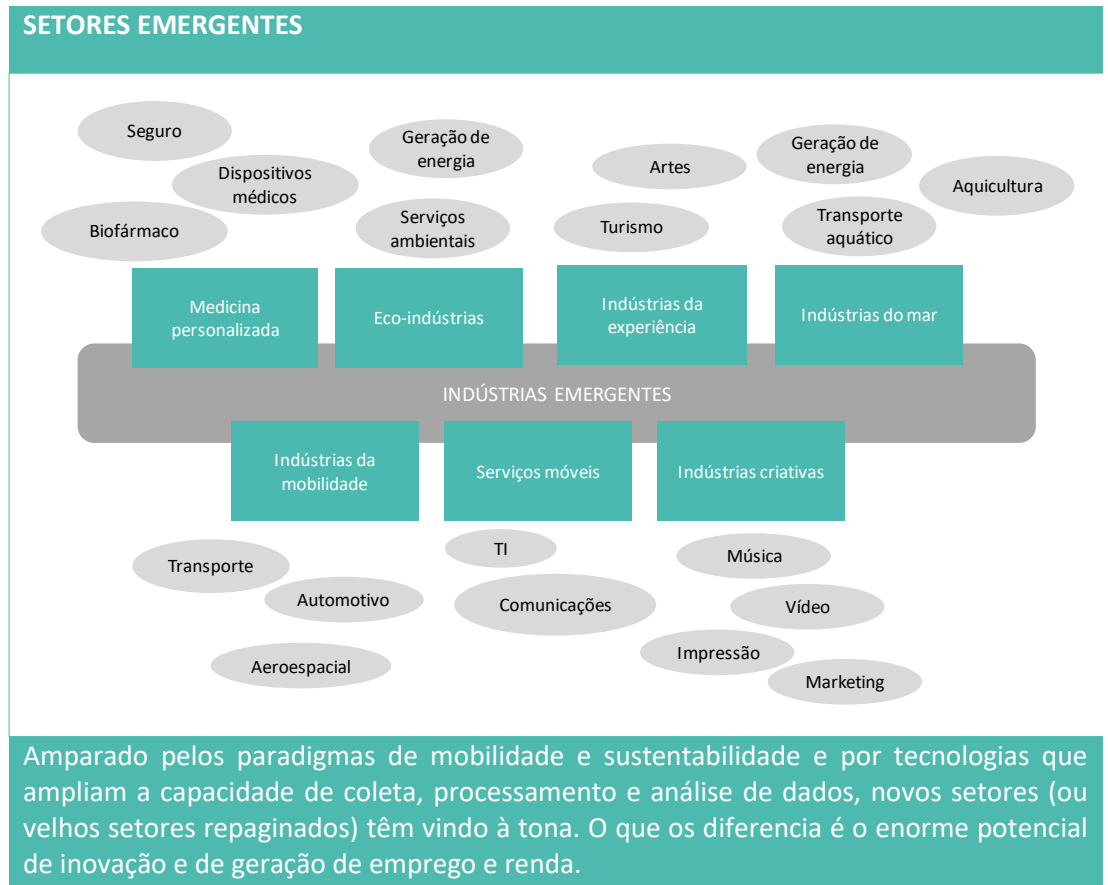 SETORES EMERGENTES
Seguro
Dispositivos
médicos
Biofármaco
Geração de
energia
Serviços
ambientais
Artes
Turismo
Geração de
energia
Aquicultura
Transporte
aquático
Medicina
personalizada
Eco-indústrias
Indústrias da
experiência
Indústrias do mar
INDÚSTRIAS EMERGENTES
Indústrias da
mobilidade
Serviços móveis
Indústrias criativas
Transporte
Automotivo
Aeroespacial
TI
Comunicações
Música
Vídeo
Impressão
Marketing
Amparado pelos paradigmas de mobilidade e sustentabilidade e por tecnologias que
ampliam a capacidade de coleta, processamento e análise de dados, novos setores (ou
velhos setores repaginados) têm vindo à tona. O que os diferencia é o enorme potencial
de inovação e de geração de emprego e renda.